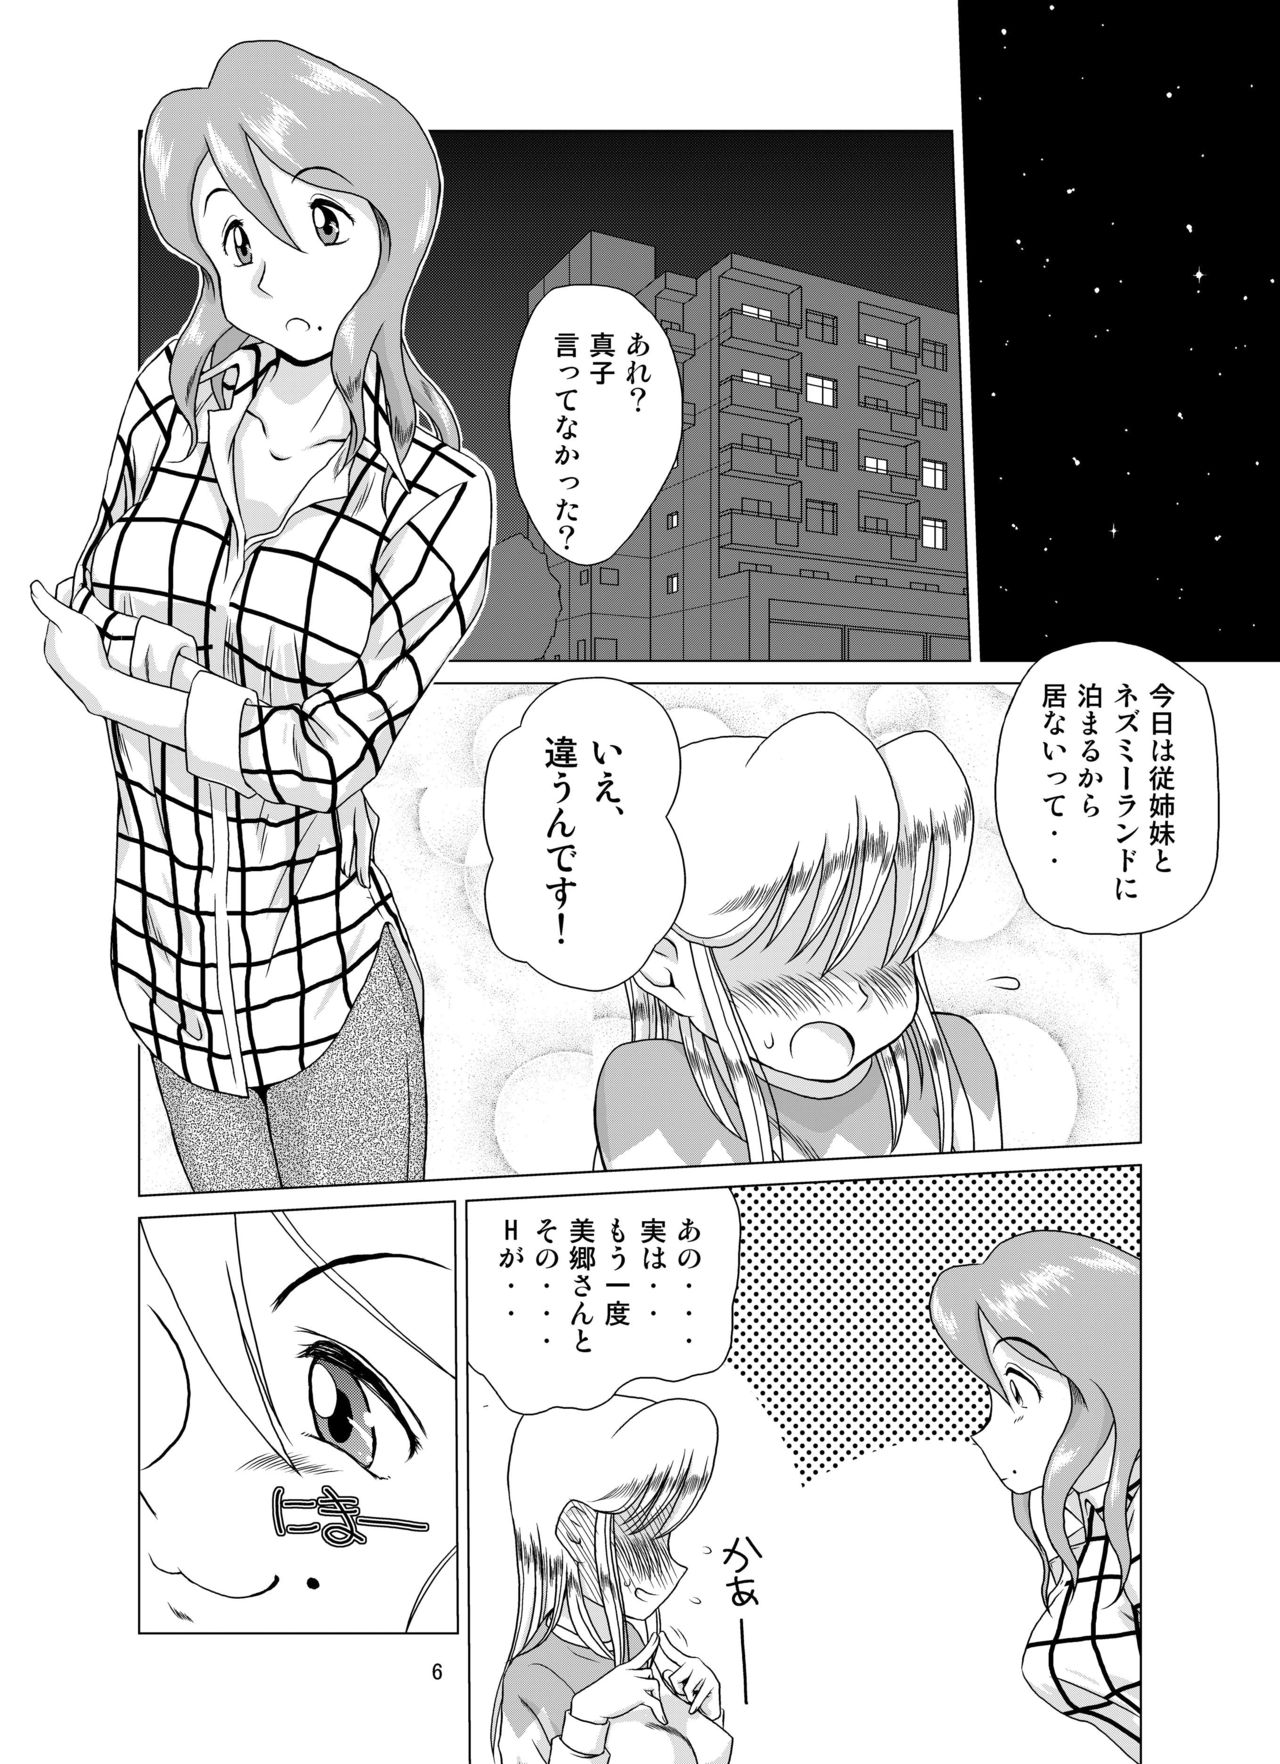 あれ？
真子
言ってなかった？
今日は従姉妹と
ネズミーランドに
泊まるから
居ないって・・
いえ、
違うんです！
あの・・・
実は・・
もう一度
美郷さんと
その・・・
Hが・・
かあー
にまー
6